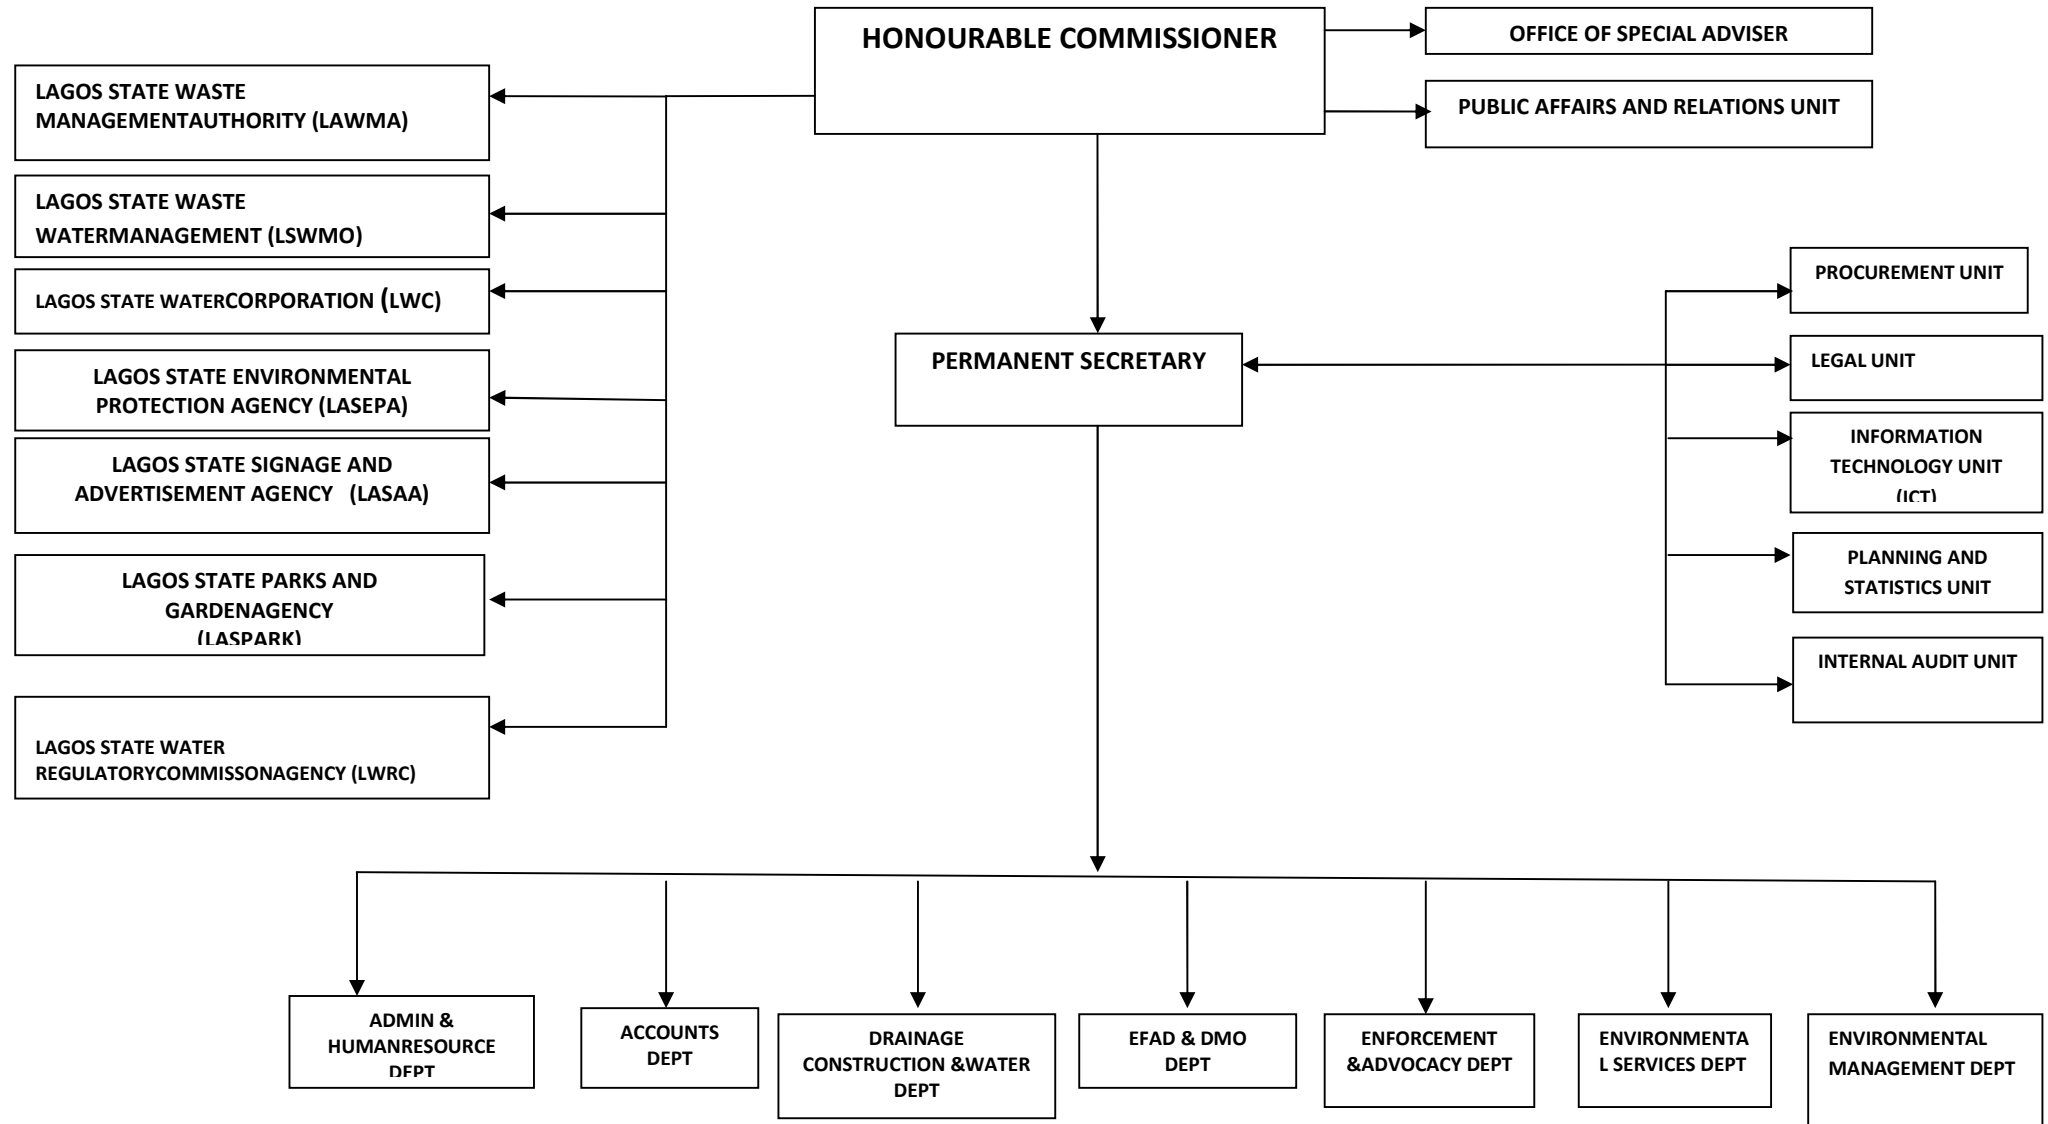 HONOURABLE COMMISSIONER
OFFICE OF SPECIAL ADVISER
PUBLIC AFFAIRS AND RELATIONS UNIT
LAGOS STATE WASTE
MANAGEMENTAUTHORITY (LAWMA)
LAGOS STATE WASTE
WATERMANAGEMENT (LSWMO)
LAGOS STATE WATERCORPORATION (LWC)
LAGOS STATE ENVIRONMENTAL
PROTECTION AGENCY (LASEPA)
LAGOS STATE SIGNAGE AND
ADVERTISEMENT AGENCY (LASAA)
LAGOS STATE PARKS AND
GARDENAGENCY
(LASPARK)
LAGOS STATE WATER
REGULATORYCOMMISSONAGENCY (LWRC)
PERMANENT SECRETARY
PROCUREMENT UNIT
LEGAL UNIT
INFORMATION
TECHNOLOGY UNIT
(ICT)
PLANNING AND
STATISTICS UNIT
INTERNAL AUDIT UNIT
ADMIN &
HUMANRESOURCE
DEPT
ACCOUNTS
DEPT
DRAINAGE
CONSTRUCTION &WATER
DEPT
EFAD & DMO
DEPT
ENFORCEMENT
&ADVOCACY DEPT
ENVIRONMENTA
L SERVICES DEPT
ENVIRONMENTAL
MANAGEMENT DEPT